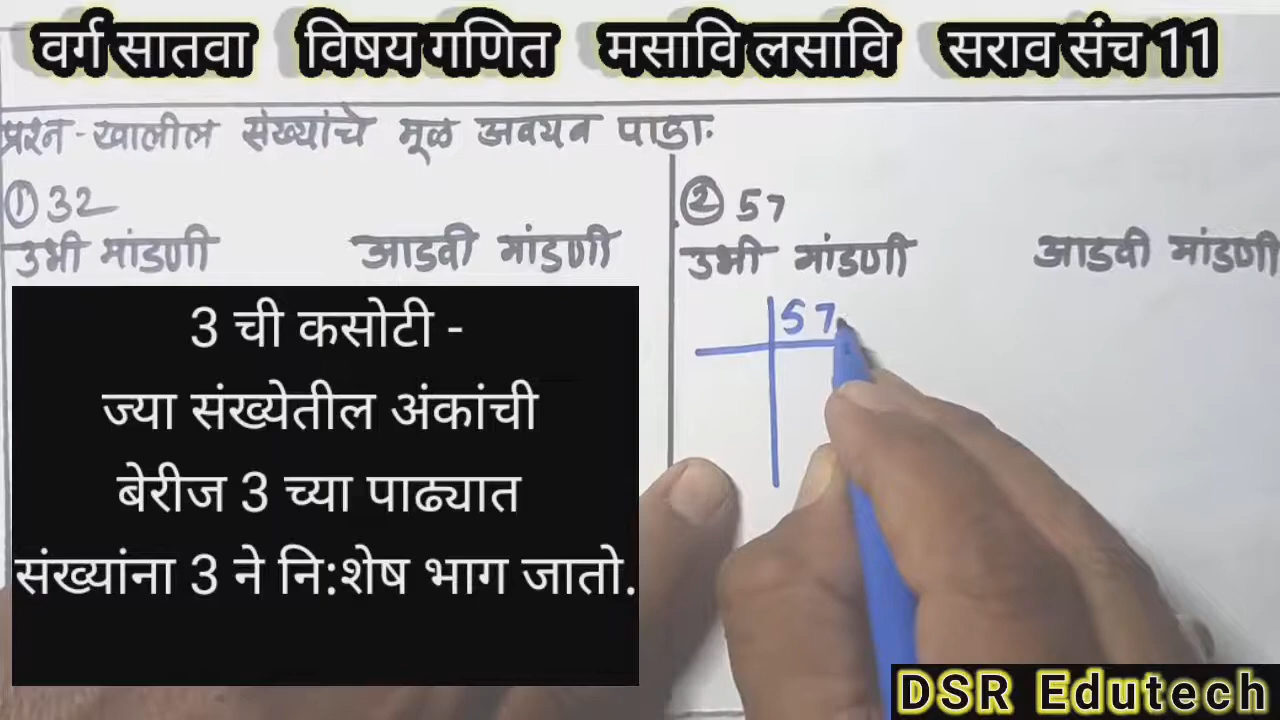 वर्ग सातवा विषय गणित मसावि लसावि सराव संच 11
प्रश्न - खालील संख्यांचे मूळ अवयव पाडा.
① 32
उभी मांडणी आडवी मांडणी
② 57
उभी मांडणी आडवी मांडणी
57
3 ची कसोटी -
ज्या संख्येतील अंकांची
बेरीज 3 च्या पाढ्यात
संख्यांना 3 ने नि:शेष भाग जातो.
DSR Edutech